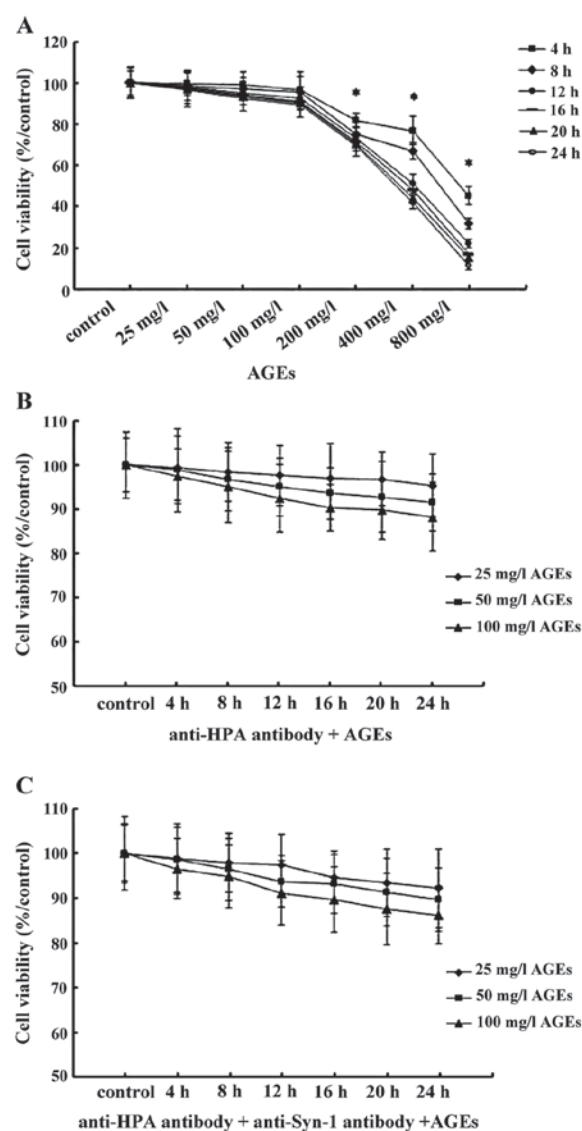 A
Cell viability (%/control)
120
100
80
60
40
20
0
* * *
4 h
8 h
12 h
16 h
20 h
24 h
control 25 mg/l 50 mg/l 100 mg/l 200 mg/l 400 mg/l 800 mg/l
AGEs
B
Cell viability (%/control)
110
100
90
80
70
60
50
25 mg/l AGEs
50 mg/l AGEs
100 mg/l AGEs
control 4 h 8 h 12 h 16 h 20 h 24 h
anti-HPA antibody + AGEs
C
Cell viability (%/control)
110
100
90
80
70
60
50
25 mg/l AGEs
50 mg/l AGEs
100 mg/l AGEs
control 4 h 8 h 12 h 16 h 20 h 24 h
anti-HPA antibody + anti-Syn-1 antibody +AGEs